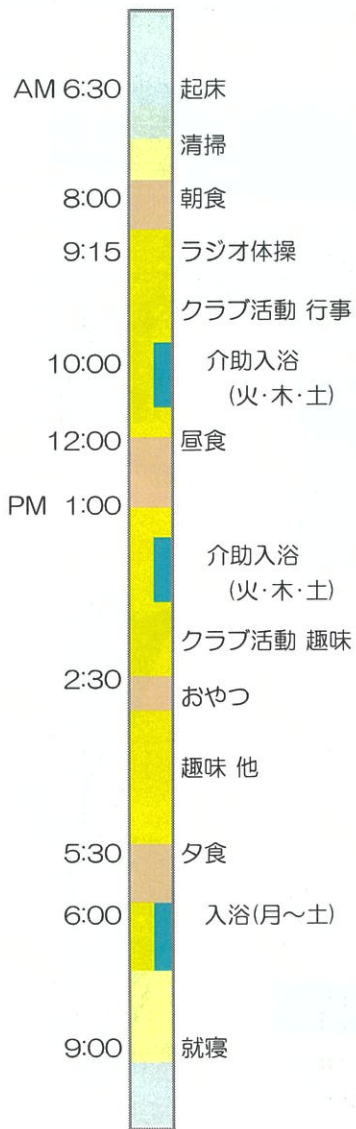 AM 6:30 起床
清掃
8:00 朝食
9:15 ラジオ体操
クラブ活動 行事
10:00 介助入浴
(火・木・土)
12:00 昼食
PM 1:00
介助入浴
(火・木・土)
クラブ活動 趣味
2:30 おやつ
趣味 他
5:30 夕食
6:00 入浴(月〜土)
9:00 就寝